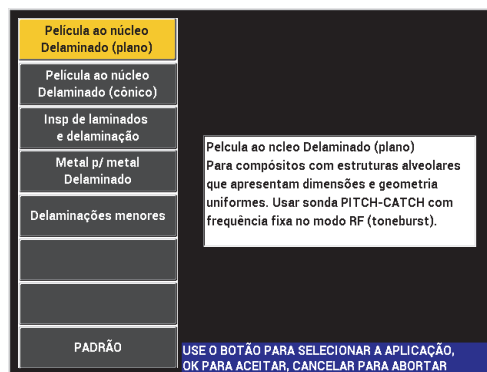 Película ao núcleo
Delaminado (plano)
Película ao núcleo
Delaminado (cônico)
Insp de laminados
e delaminação
Metal p/ metal
Delaminado
Delaminações menores
PADRÃO
Pelcula ao ncleo Delaminado (plano)
Para compósitos com estruturas alveolares
que apresentam dimensões e geometria
uniformes. Usar sonda PITCH-CATCH com
frequência fixa no modo RF (toneburst).
USE O BOTÃO PARA SELECIONAR A APLICAÇÃO,
OK PARA ACEITAR, CANCELAR PARA ABORTAR